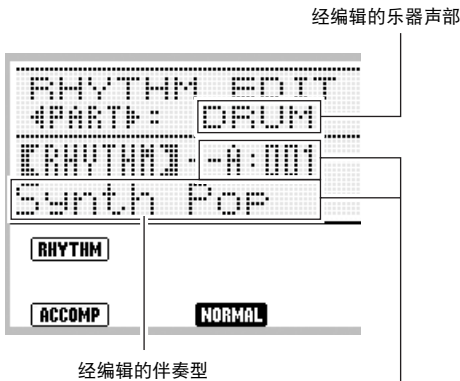 经编辑的乐器声部
RHYTHM EDIT
◀PART▶: DRUM
【RHYTHM】--A:001
Synth Pop
RHYTHM
ACCOMP NORMAL
经编辑的伴奏型